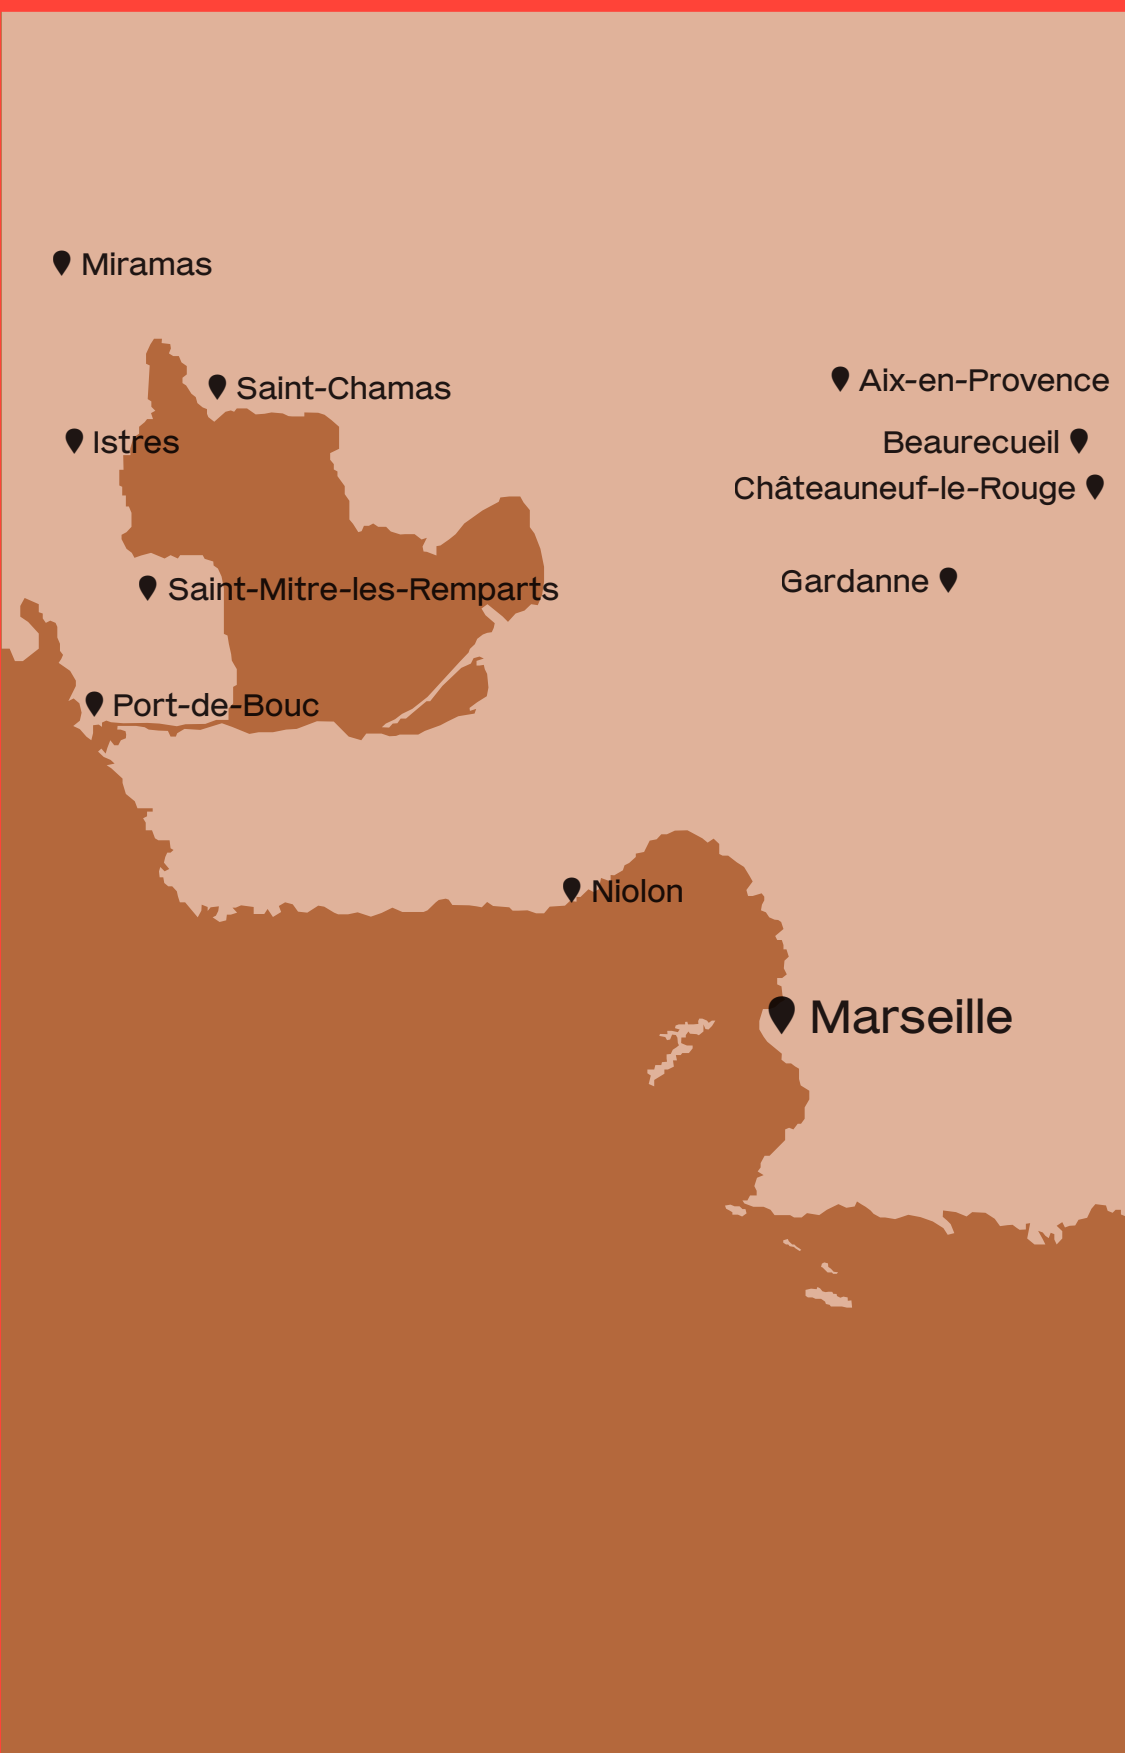 Miramas
Aix-en-Provence
Saint-Chamas
Istres
Beaurecueil
Châteauneuf-le-Rouge
Gardanne
Saint-Mitre-les-Remparts
Port-de-Bouc
Niolon
Marseille